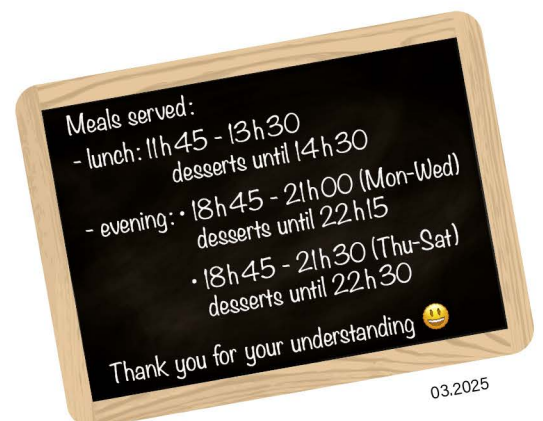 Meals served:
- lunch: 11h45 - 13h30
desserts until 14h30
- evening: • 18h45 - 21h00 (Mon-Wed)
desserts until 22h15
• 18h45 - 21h30 (Thu-Sat)
desserts until 22h30
Thank you for your understanding 😃
03.2025